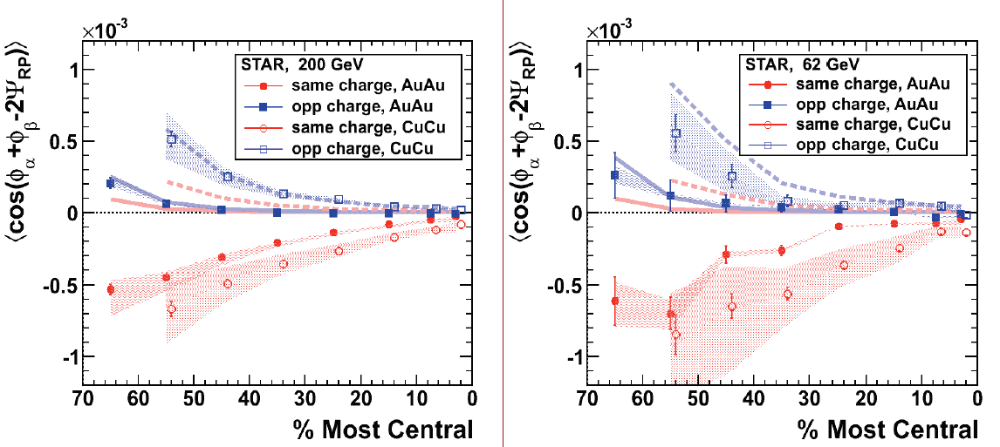 ×10⁻³
⟨cos(ϕα+ϕβ-2ΨRP)⟩
1
0.5
0
-0.5
-1
STAR, 200 GeV
same charge, AuAu
opp charge, AuAu
same charge, CuCu
opp charge, CuCu
70 60 50 40 30 20 10 0
% Most Central
×10⁻³
⟨cos(ϕα+ϕβ-2ΨRP)⟩
1
0.5
0
-0.5
-1
STAR, 62 GeV
same charge, AuAu
opp charge, AuAu
same charge, CuCu
opp charge, CuCu
70 60 50 40 30 20 10 0
% Most Central